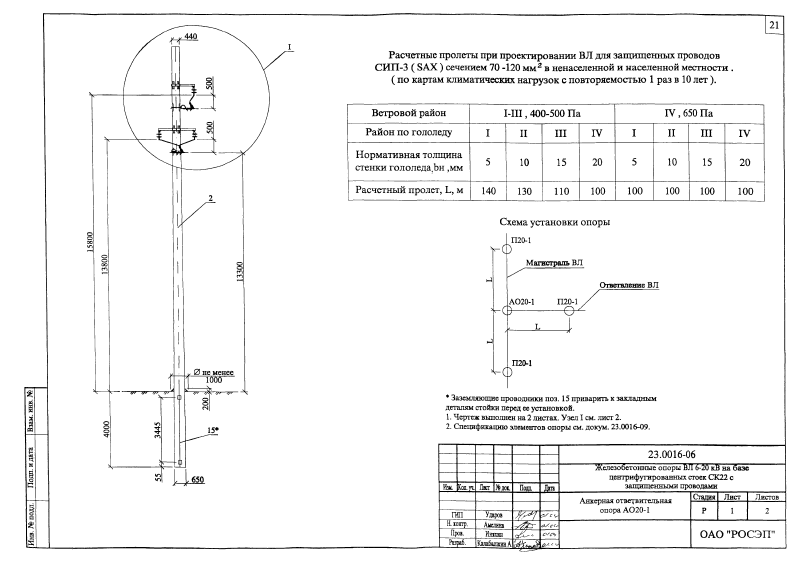 21
440
I
Расчетные пролеты при проектировании ВЛ для защищенных проводов
СИП-3 ( SAX ) сечением 70 -120 мм² в ненаселенной и населенной местности .
( по картам климатических нагрузок с повторяемостью 1 раз в 10 лет ).
500
500
Ветровой район I-III , 400-500 Па IV , 650 Па
Район по гололеду I II III IV I II III IV
Нормативная толщина
стенки гололеда,bн ,мм 5 10 15 20 5 10 15 20
Расчетный пролет, L, м 140 130 110 100 100 100 100 100
2
15800
13800
13300
Схема установки опоры
П20-1
Магистраль ВЛ
L
Ответвление ВЛ
АО20-1
П20-1
L
L
П20-1
Ø не менее
1000
200
4000
3445
15*
55
650
* Заземляющие проводники поз. 15 приварить к закладным
деталям стойки перед ее установкой.
1. Чертеж выполнен на 2 листах. Узел I см. лист 2.
2. Спецификацию элементов опоры см. докум. 23.0016-09.
Взам. инв. №
Подп. и дата
Инв. № подл.
23.0016-06
Железобетонные опоры ВЛ 6-20 кВ на базе
центрифугированных стоек СК22 с
защищенными проводами
Изм. Кол. уч. Лист № док. Подп. Дата
Анкерная ответвительная
опора АО20-1
Стадия Лист Листов
Р 1 2
ГИП Ударов
Н. контр. Амелина
Пров.
Разраб. Калабашкин А.
ОАО "РОСЭП"